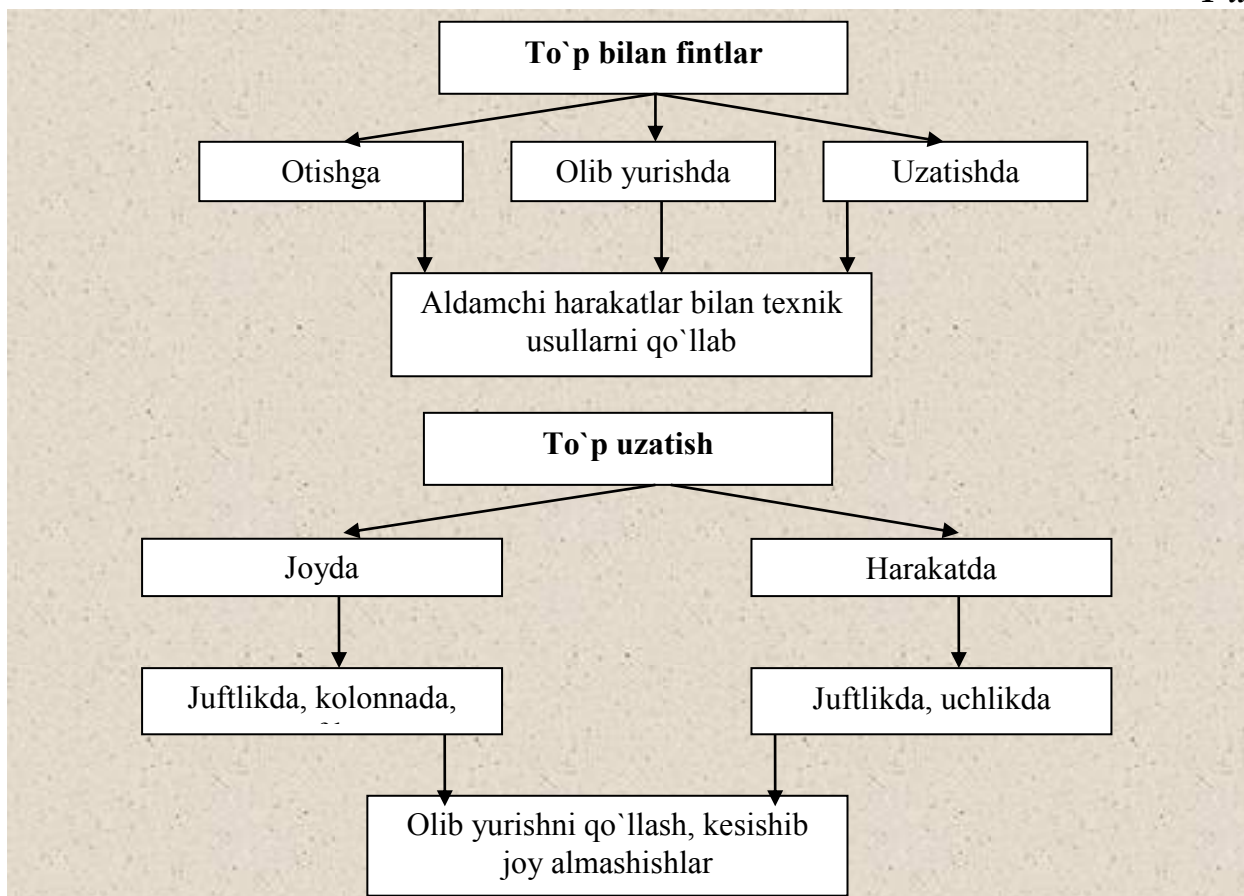 To`p bilan fintlar
Otishga
Olib yurishda
Uzatishda
Aldamchi harakatlar bilan texnik
usullarni qo`llab
To`p uzatish
Joyda
Harakatda
Juftlikda, kolonnada,
Juftlikda, uchlikda
Olib yurishni qo`llash, kesishib
joy almashishlar